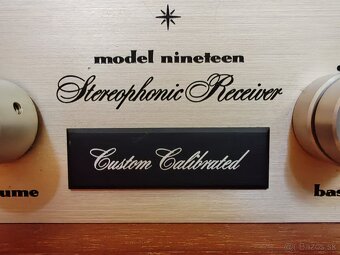 model nineteen
Stereophonic Receiver
Custom Calibrated
ume
bas
Bazos.sk